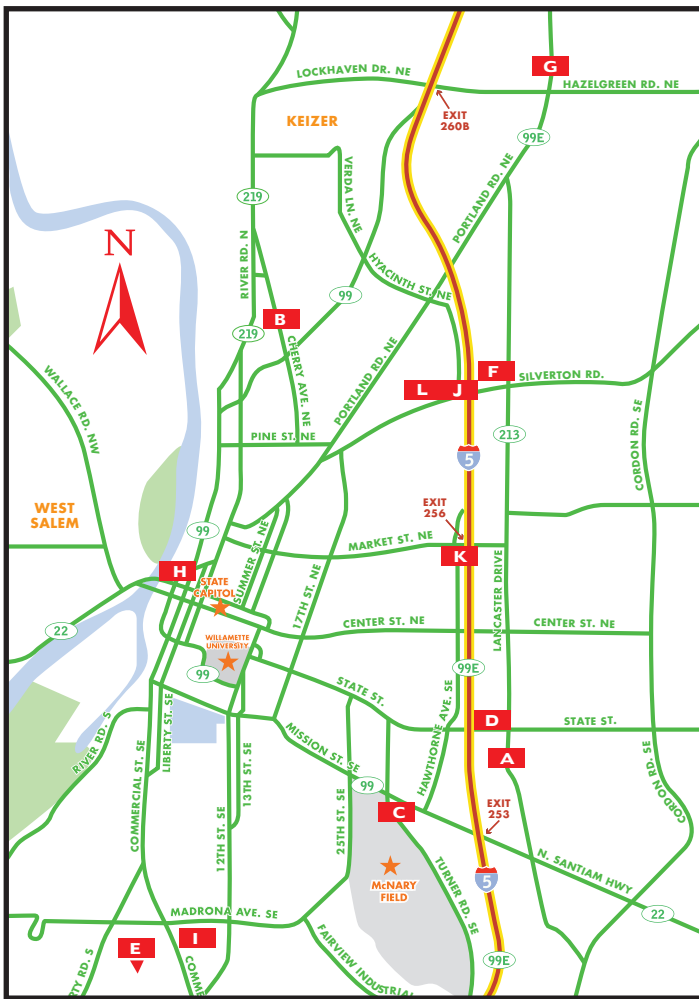 G
LOCKHAVEN DR. NE
HAZELGREEN RD. NE
EXIT
260B
KEIZER
99E
VERDA LN. NE
PORTLAND RD. NE
219
RIVER RD. N
N
HYACINTH ST. NE
99
B
219
CHERRY AVE. NE
PORTLAND RD. NE
F
SILVERTON RD.
L
J
WALLACE RD. NW
CORDON RD. SE
PINE ST. NE
213
5
WEST
SALEM
EXIT
256
99
SUMMER ST. NE
MARKET ST. NE
K
H
STATE
CAPITOL
17TH ST. NE
LANCASTER DRIVE
22
CENTER ST. NE
CENTER ST. NE
WILLAMETTE
UNIVERSITY
99
99E
STATE ST.
HAWTHORNE AVE. SE
D
STATE ST.
RIVER RD. S
LIBERTY ST. SE
MISSION ST. SE
A
COMMERCIAL ST. SE
13TH ST. SE
99
CORDON RD. SE
C
EXIT
253
12TH ST. SE
25TH ST. SE
N. SANTIAM HWY
McNARY
FIELD
TURNER RD. SE
5
22
MADRONA AVE. SE
E
I
99E
RTY RD. S
COMME
FAIRVIEW INDUSTRIAL